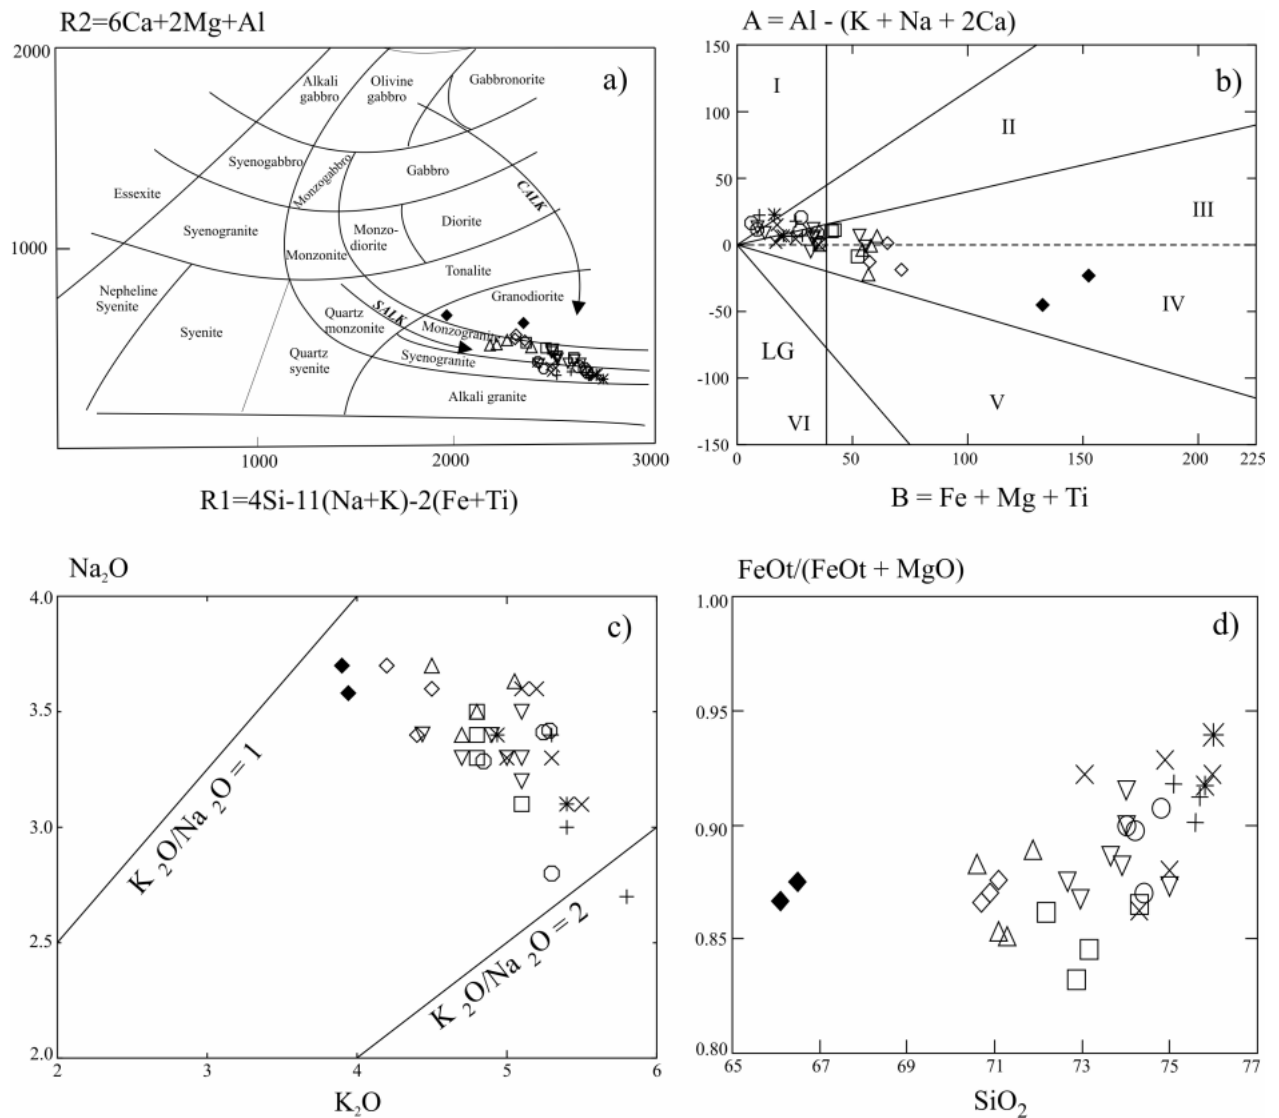 R2=6Ca+2Mg+Al
2000
a)
Alkali
gabbro
Olivine
gabbro
Gabbronorite
Syenogabbro
Monzogabbro
Gabbro
Essexite
CALK
Syenogranite
Monzo-
diorite
Diorite
1000
Monzonite
Tonalite
Nepheline
Syenite
Granodiorite
SALK
Quartz
monzonite
Monzogranite
Syenite
Quartz
syenite
Syenogranite
Alkali granite
1000
2000
3000
R1=4Si-11(Na+K)-2(Fe+Ti)
A = Al - (K + Na + 2Ca)
150
b)
I
100
II
50
III
0
-50
IV
LG
-100
V
VI
-150
0
50
100
150
200
225
B = Fe + Mg + Ti
Na₂O
4.0
c)
3.5
K₂O/Na₂O = 1
3.0
2.5
K₂O/Na₂O = 2
2.0
2
3
4
5
6
K₂O
FeOt/(FeOt + MgO)
1.00
d)
0.95
0.90
0.85
0.80
65
67
69
71
73
75
77
SiO₂